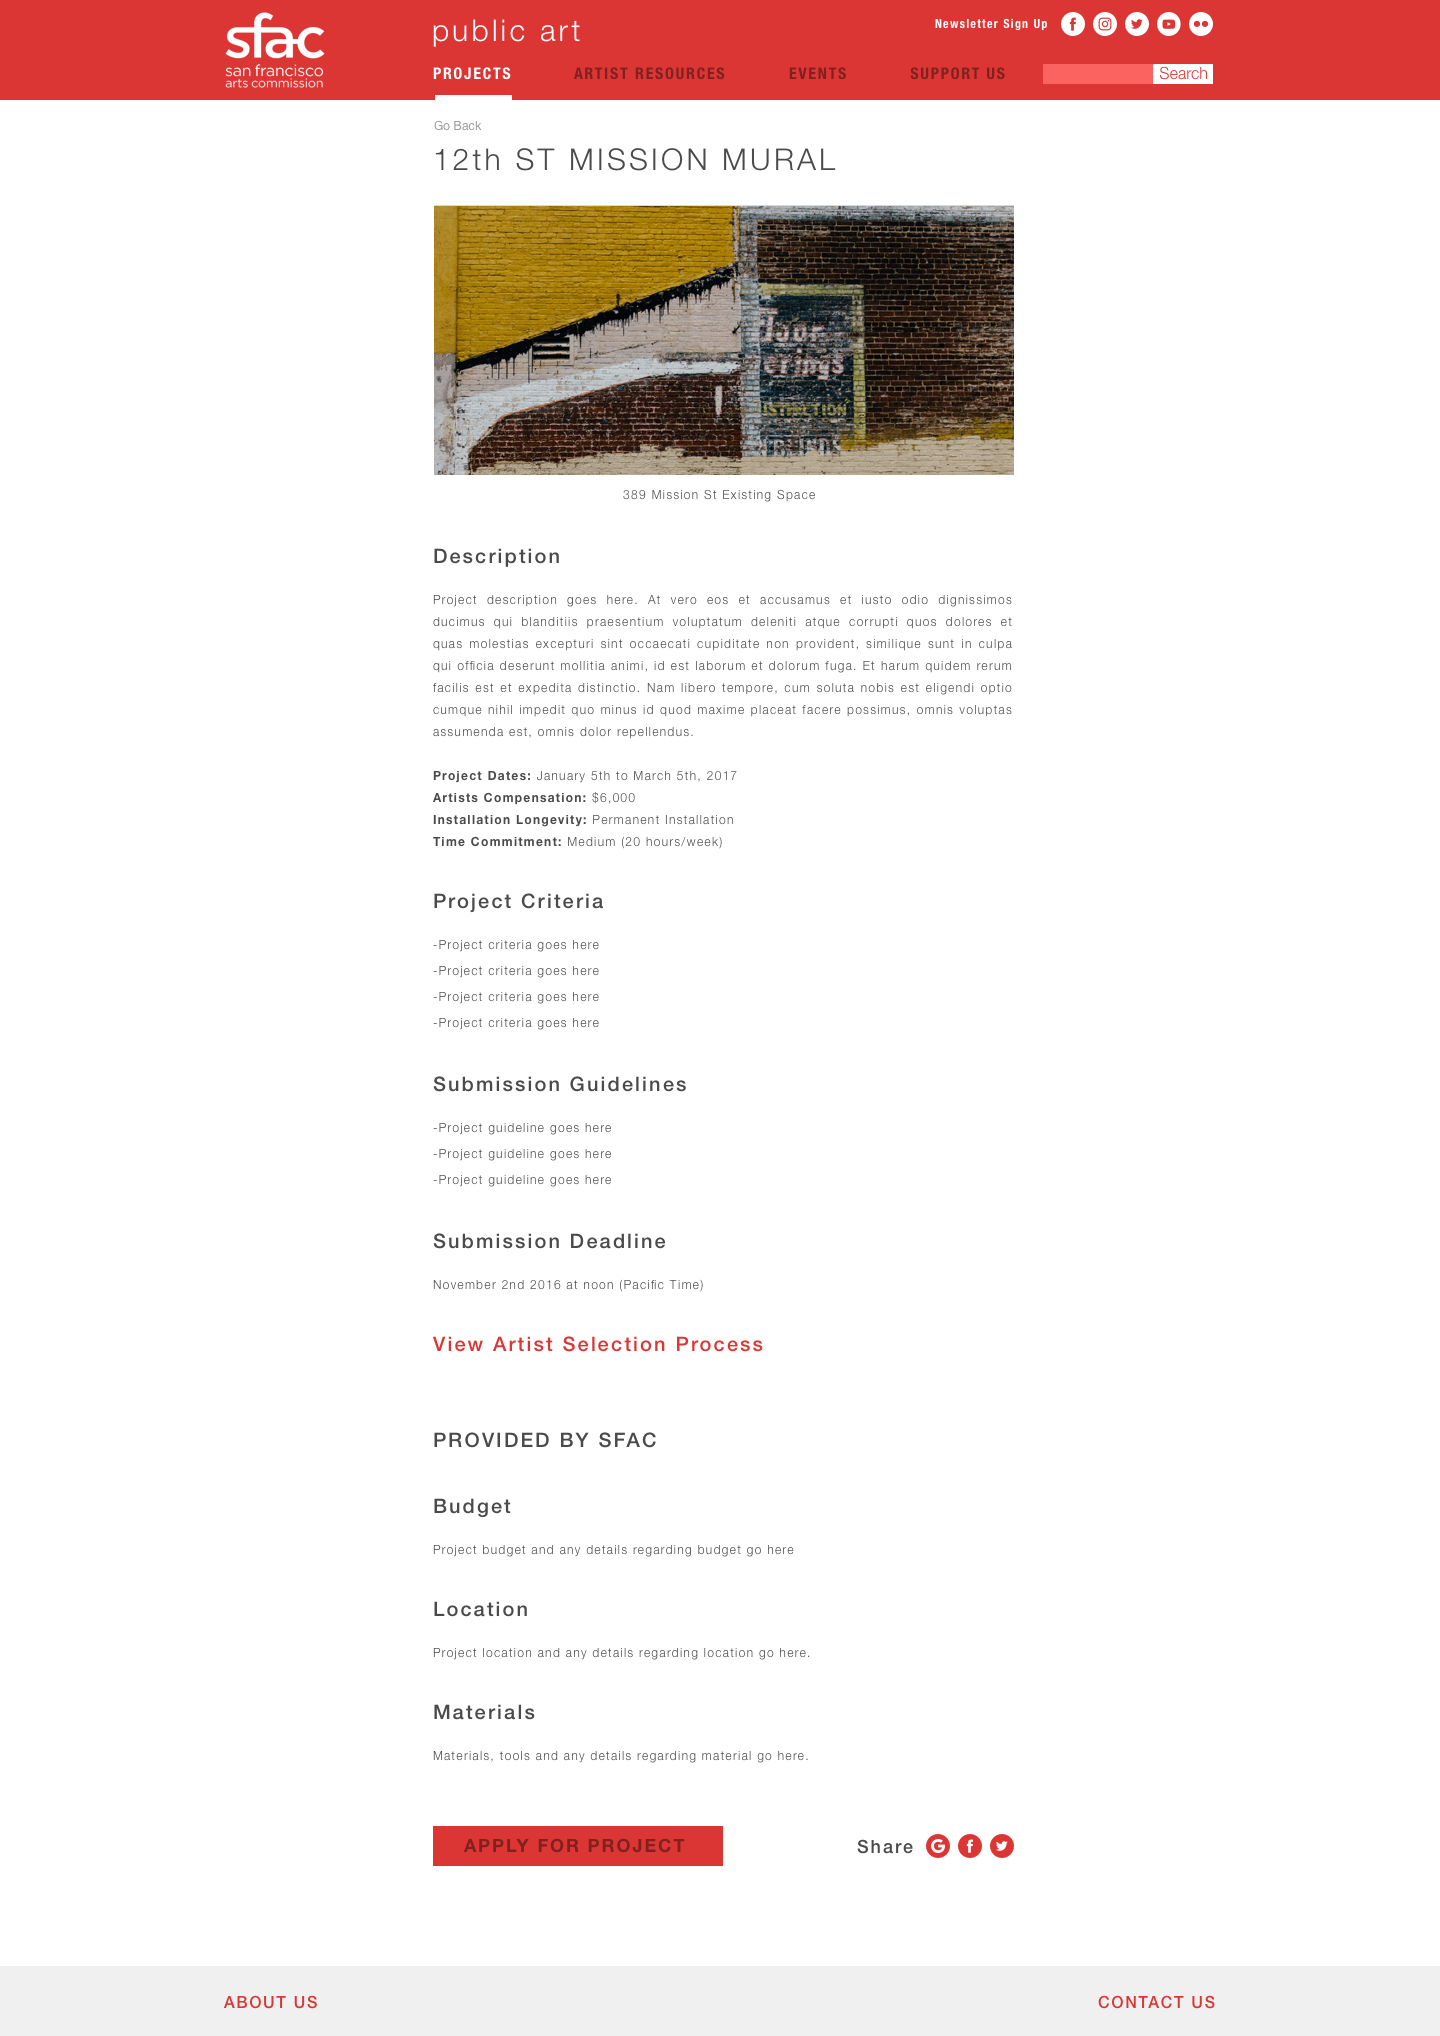 sfac
san francisco
arts commission
public art
Newsletter Sign Up
PROJECTS
ARTIST RESOURCES
EVENTS
SUPPORT US
Search
Go Back
12th ST MISSION MURAL
389 Mission St Existing Space
Description
Project description goes here. At vero eos et accusamus et iusto odio dignissimos
ducimus qui blanditiis praesentium voluptatum deleniti atque corrupti quos dolores et
quas molestias excepturi sint occaecati cupiditate non provident, similique sunt in culpa
qui officia deserunt mollitia animi, id est laborum et dolorum fuga. Et harum quidem rerum
facilis est et expedita distinctio. Nam libero tempore, cum soluta nobis est eligendi optio
cumque nihil impedit quo minus id quod maxime placeat facere possimus, omnis voluptas
assumenda est, omnis dolor repellendus.
Project Dates: January 5th to March 5th, 2017
Artists Compensation: $6,000
Installation Longevity: Permanent Installation
Time Commitment: Medium (20 hours/week)
Project Criteria
-Project criteria goes here
-Project criteria goes here
-Project criteria goes here
-Project criteria goes here
Submission Guidelines
-Project guideline goes here
-Project guideline goes here
-Project guideline goes here
Submission Deadline
November 2nd 2016 at noon (Pacific Time)
View Artist Selection Process
PROVIDED BY SFAC
Budget
Project budget and any details regarding budget go here
Location
Project location and any details regarding location go here.
Materials
Materials, tools and any details regarding material go here.
APPLY FOR PROJECT
Share
ABOUT US
CONTACT US